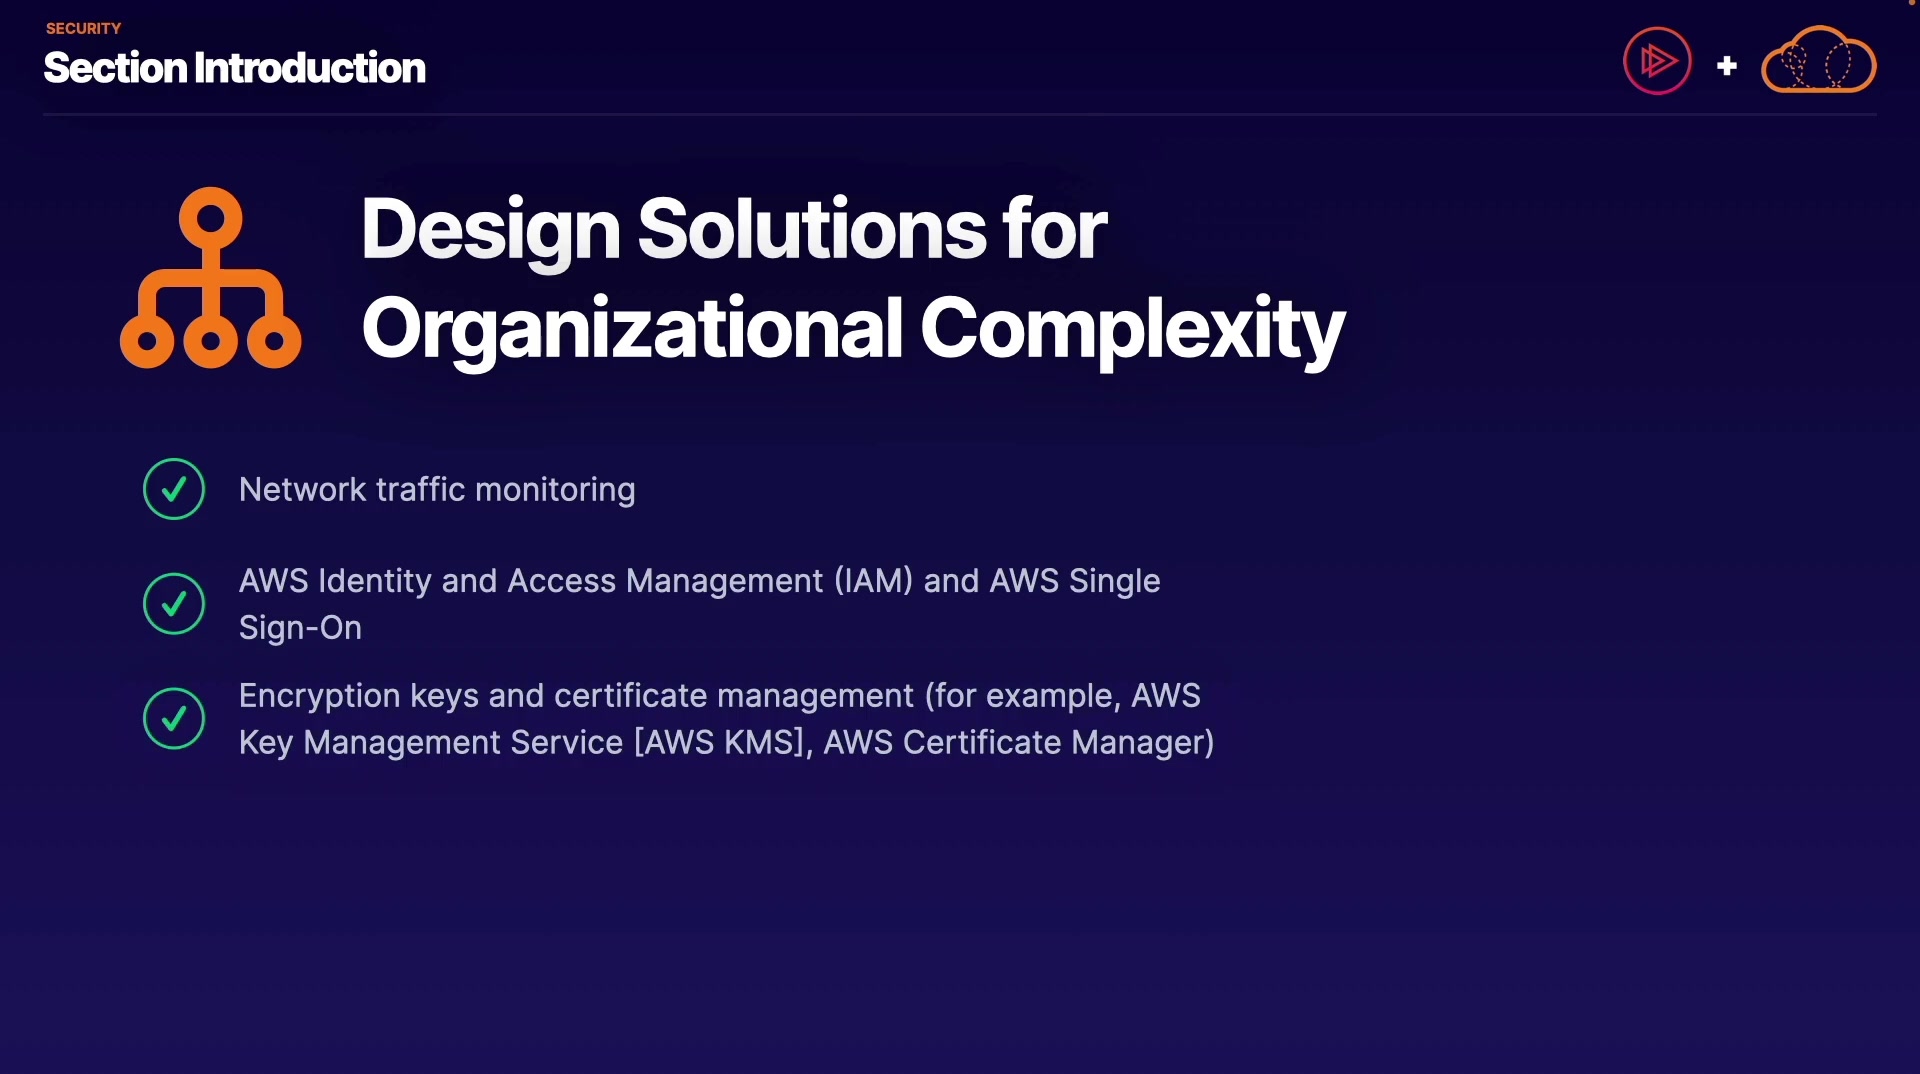 SECURITY
Section Introduction
Design Solutions for
Organizational Complexity
Network traffic monitoring
AWS Identity and Access Management (IAM) and AWS Single
Sign-On
Encryption keys and certificate management (for example, AWS
Key Management Service [AWS KMS], AWS Certificate Manager)